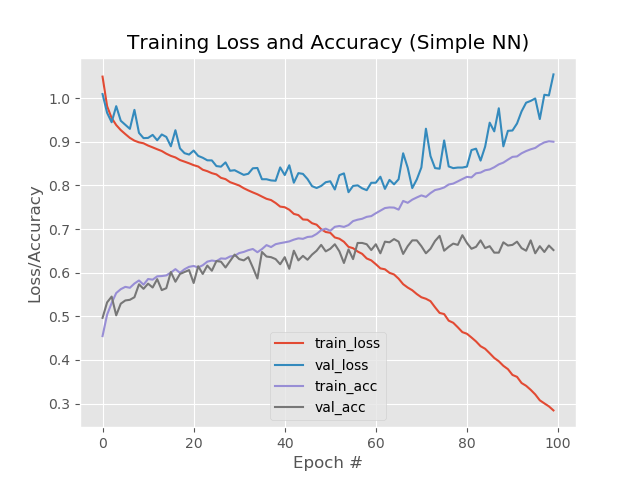 Training Loss and Accuracy (Simple NN)
Loss/Accuracy
1.0
0.9
0.8
0.7
0.6
0.5
0.4
0.3
train_loss
val_loss
train_acc
val_acc
0 20 40 60 80 100
Epoch #